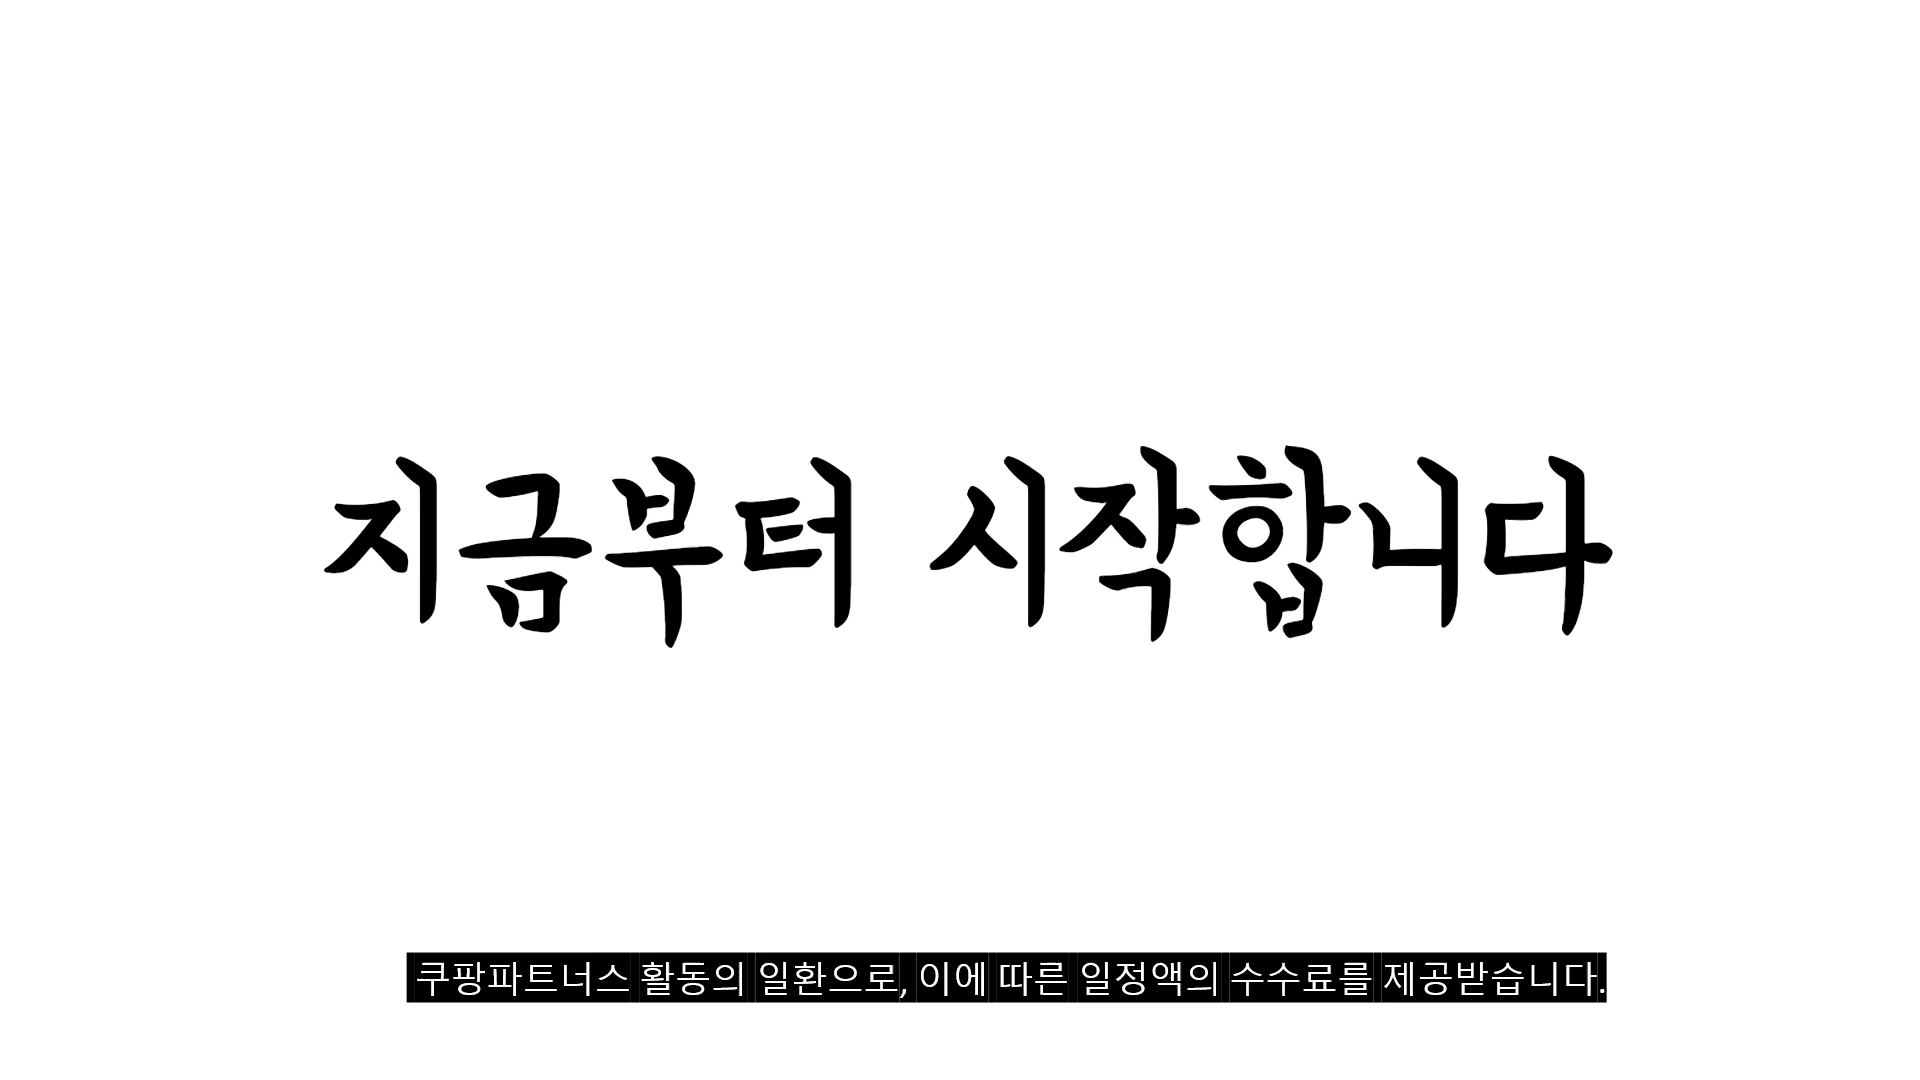 지금부터 시작합니다
쿠팡파트너스 활동의 일환으로, 이에 따른 일정액의 수수료를 제공받습니다.